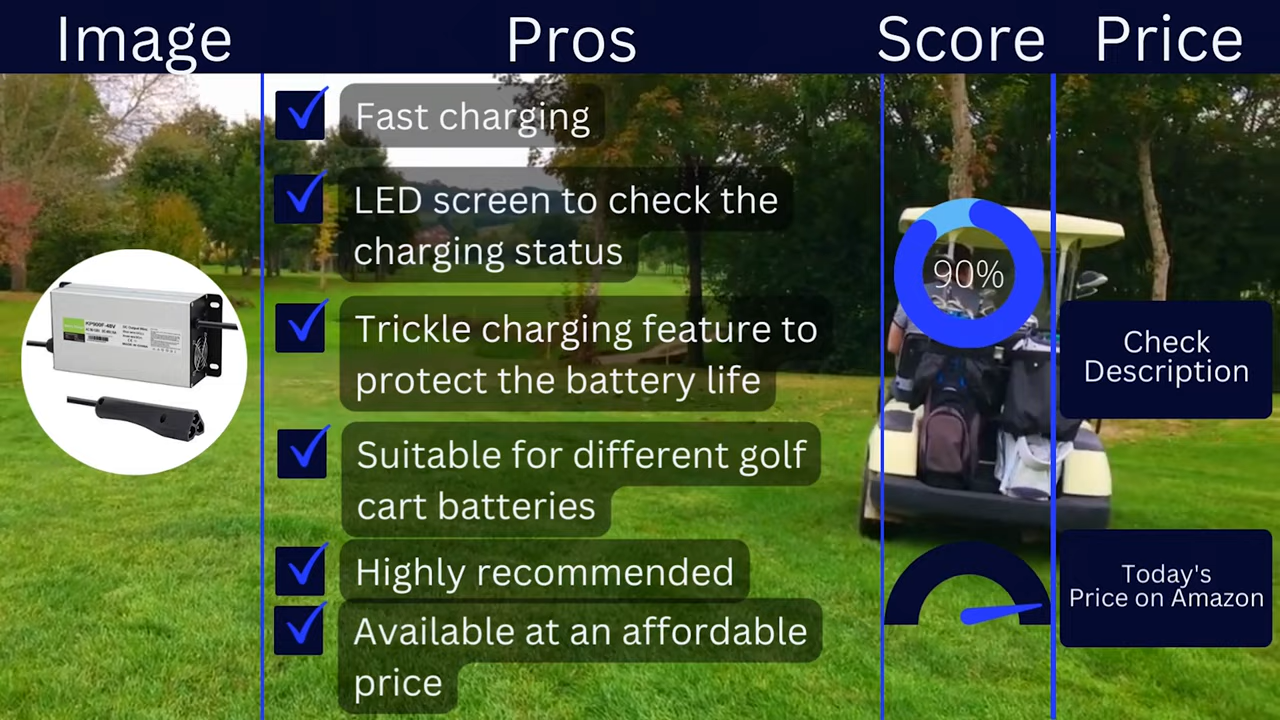 Image
Pros
Score
Price
Fast charging
LED screen to check the
charging status
Trickle charging feature to
protect the battery life
Suitable for different golf
cart batteries
Highly recommended
Available at an affordable
price
90%
Check
Description
Today's
Price on Amazon